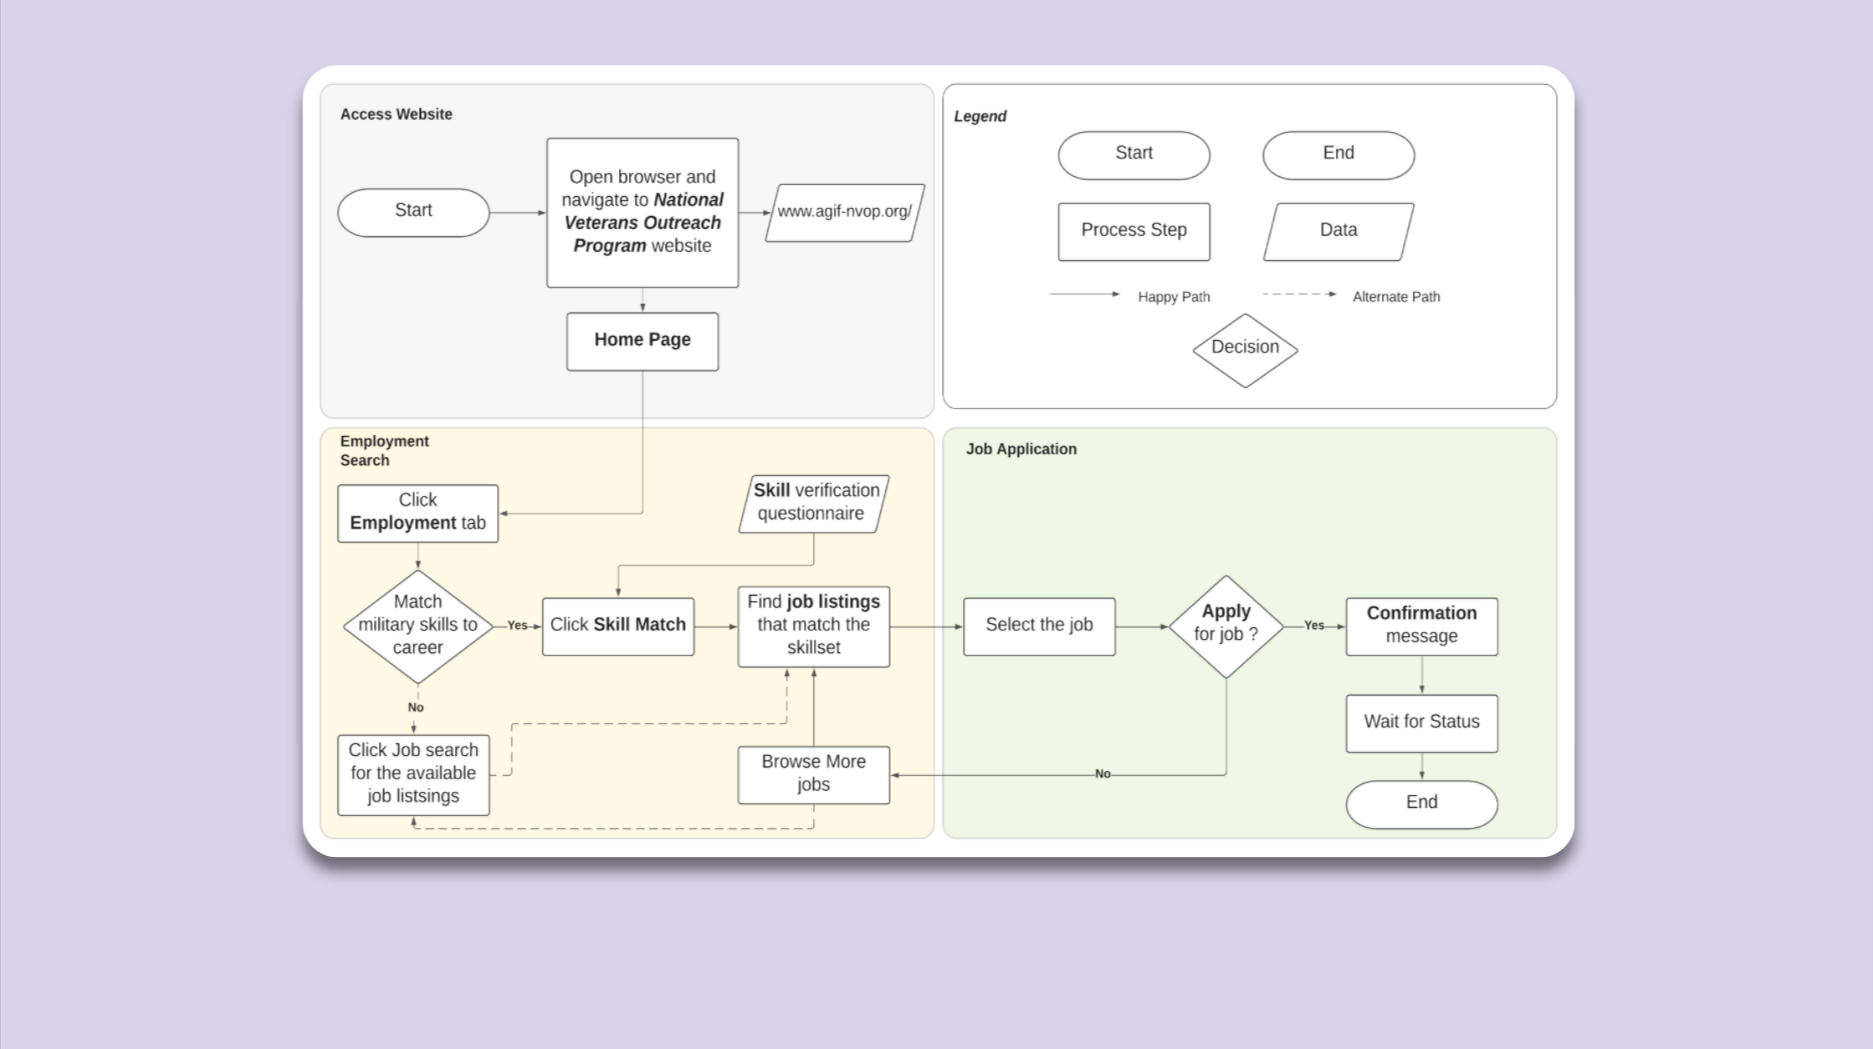 Access Website
Start
Open browser and
navigate to National
Veterans Outreach
Program website
www.agif-nvop.org/
Home Page
Legend
Start
End
Process Step
Data
Happy Path
Alternate Path
Decision
Employment
Search
Click
Employment tab
Skill verification
questionnaire
Match
military skills to
career
Yes
Click Skill Match
Find job listings
that match the
skillset
No
Click Job search
for the available
job listsings
Browse More
jobs
Job Application
Select the job
Apply
for job ?
Yes
Confirmation
message
Wait for Status
No
End